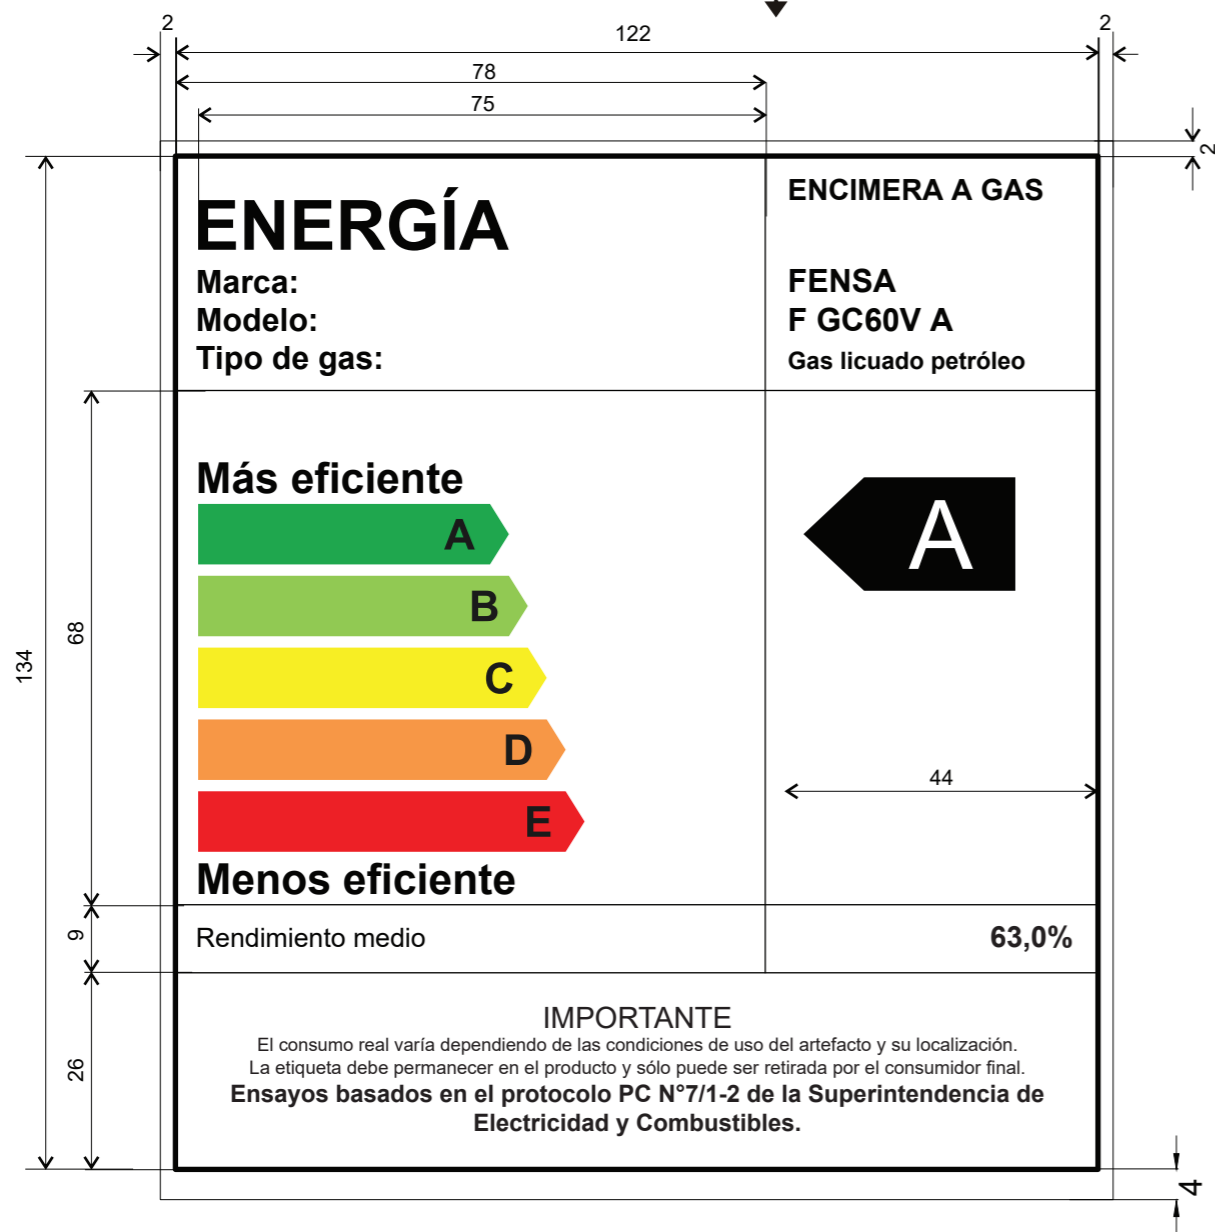 2
122
2
78
75
2
ENERGÍA
ENCIMERA A GAS
Marca:
FENSA
Modelo:
F GC60V A
Tipo de gas:
Gas licuado petróleo
Más eficiente
A
A
B
C
D
E
44
Menos eficiente
68
134
9
Rendimiento medio
63,0%
26
IMPORTANTE
El consumo real varía dependiendo de las condiciones de uso del artefacto y su localización.
La etiqueta debe permanecer en el producto y sólo puede ser retirada por el consumidor final.
Ensayos basados en el protocolo PC N°7/1-2 de la Superintendencia de
Electricidad y Combustibles.
4